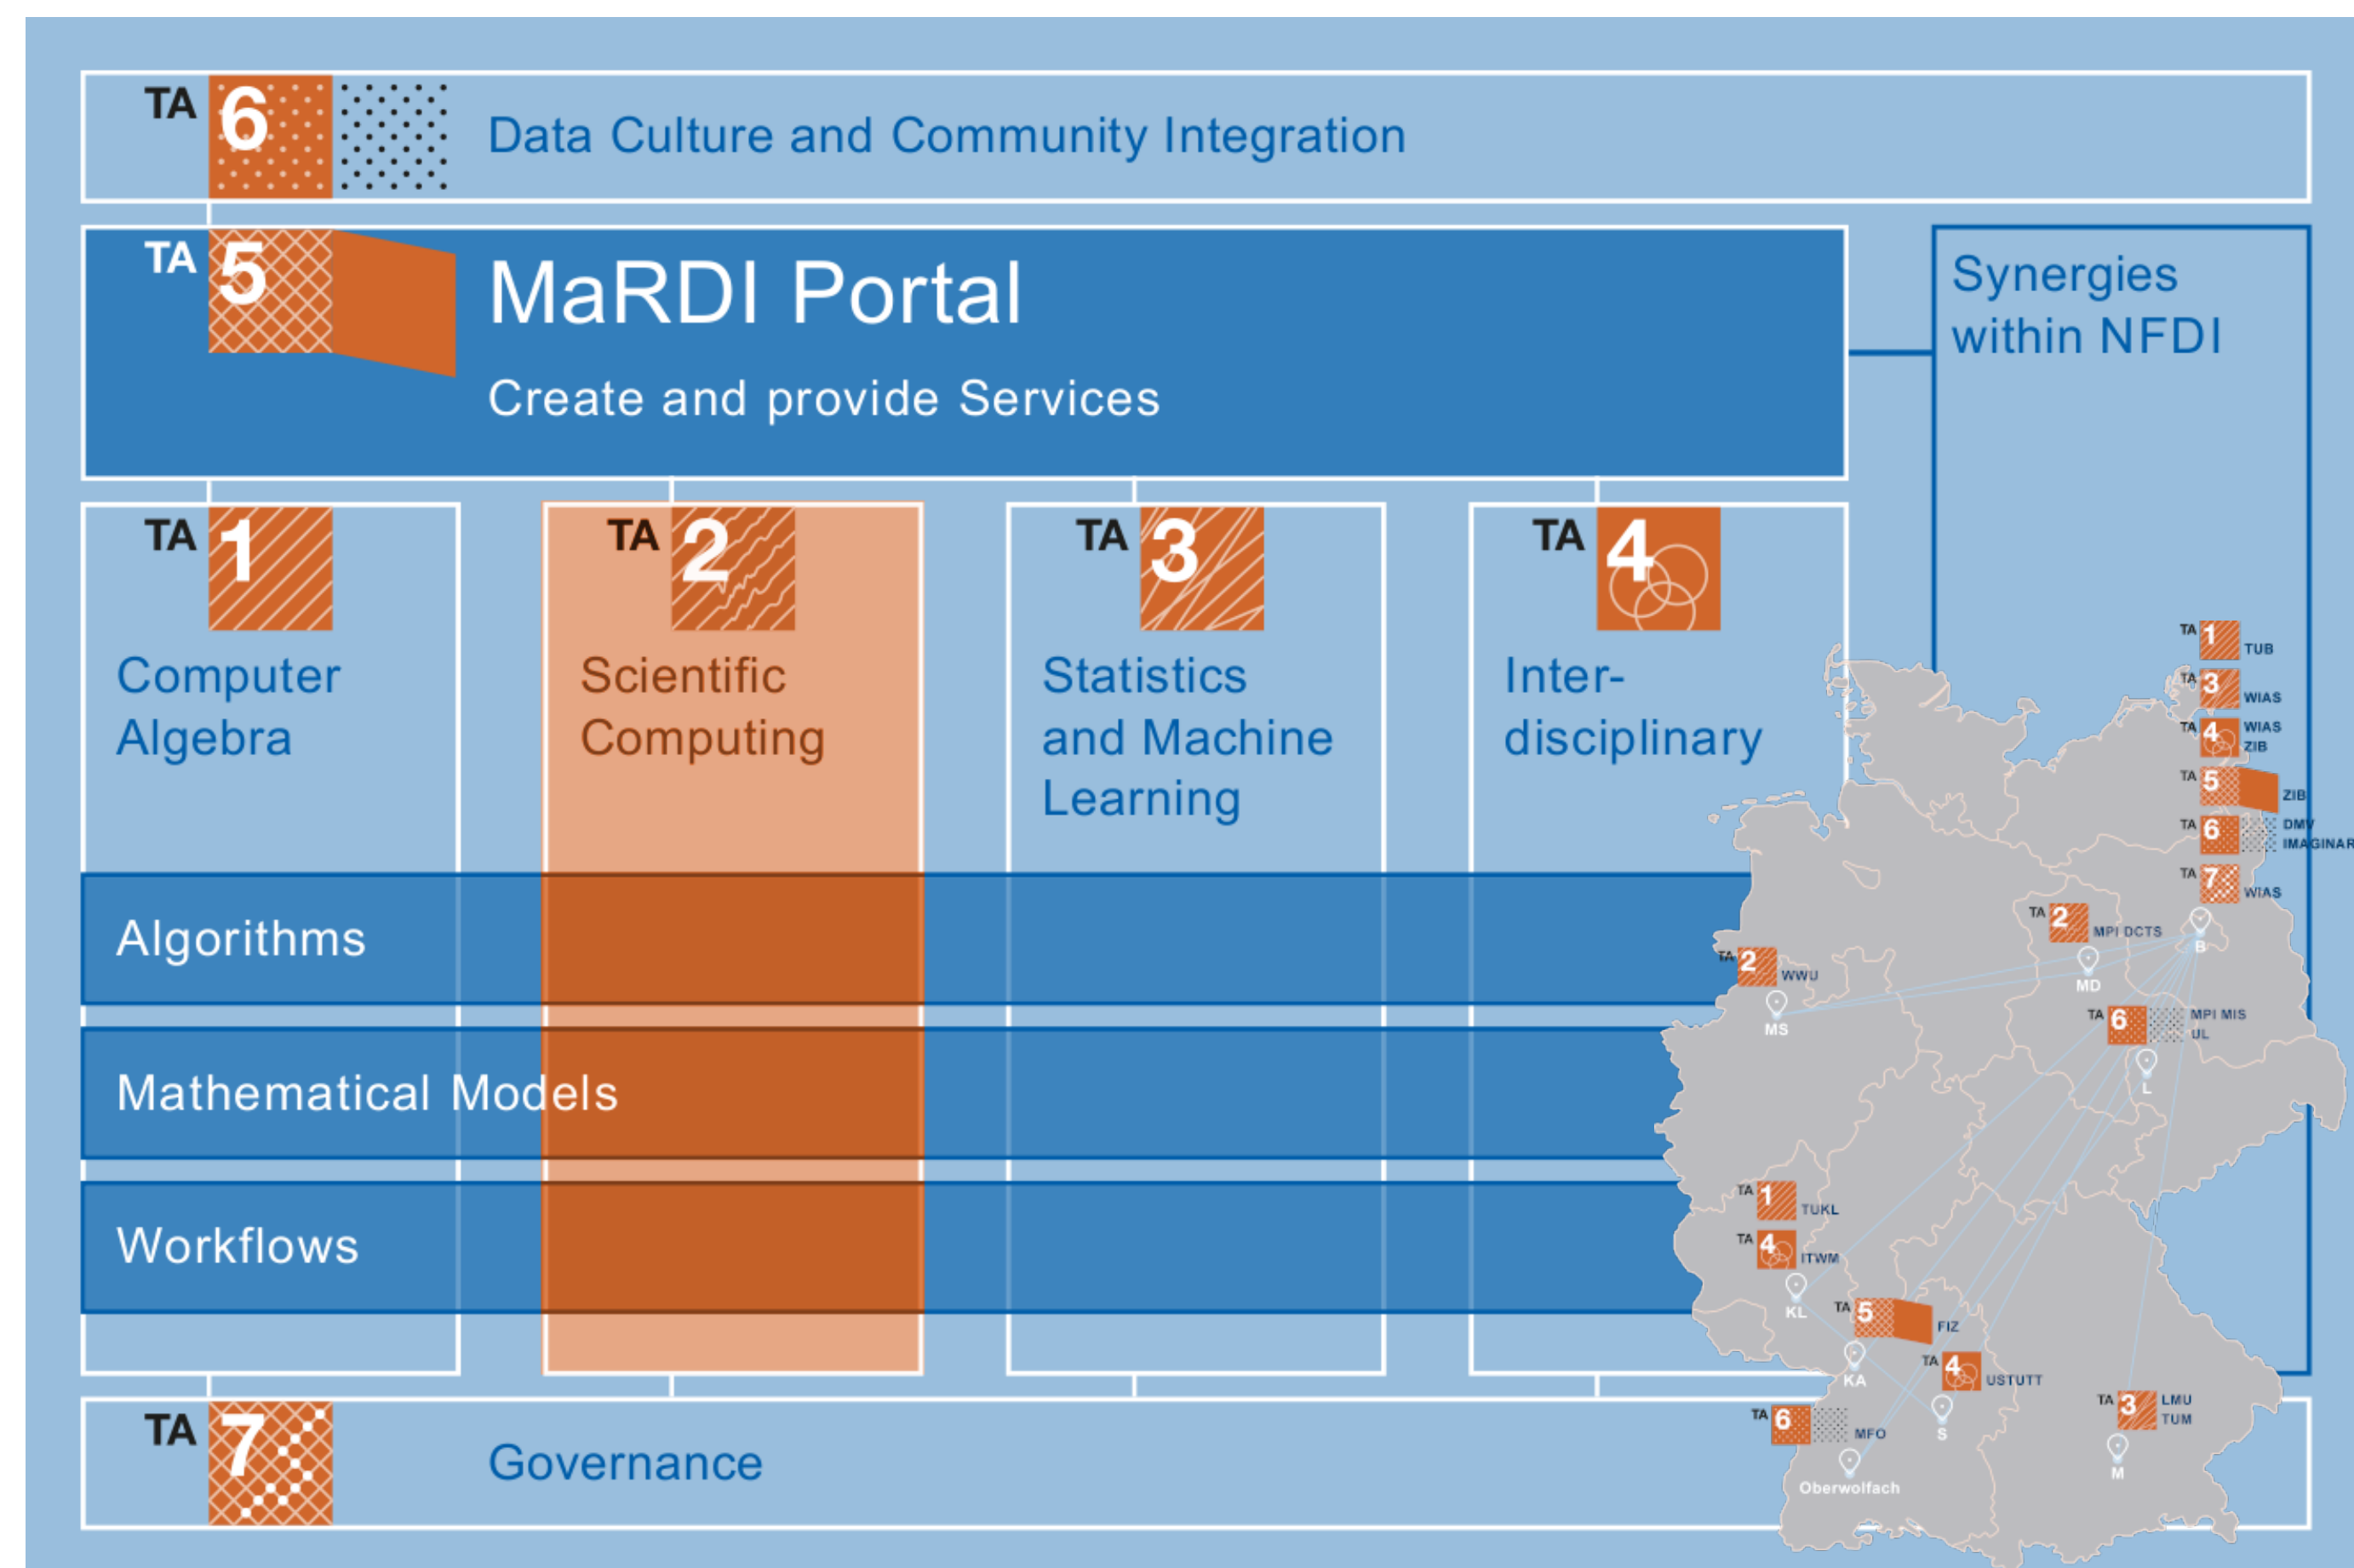 TA 6
Data Culture and Community Integration
TA 5
MaRDI Portal
Create and provide Services
Synergies
within NFDI
TA 1
Computer
Algebra
TA 2
Scientific
Computing
TA 3
Statistics
and Machine
Learning
TA 4
Inter-
disciplinary
Algorithms
Mathematical Models
Workflows
TA 7
Governance
TA 1 TUB
TA 3 WIAS
TA 4 WIAS
ZIB
TA 5 ZIB
TA 6 DMV
IMAGINAR
TA 7 WIAS
B
TA 2 MPI DCTS
MD
TA 2 WWU
MS
TA 6 MPI MIS
UL
L
TA 1 TUKL
TA 4 ITWM
KL
TA 5 FIZ
KA
TA 4 USTUTT
S
TA 6 MFO
Oberwolfach
TA 3 LMU
TUM
M